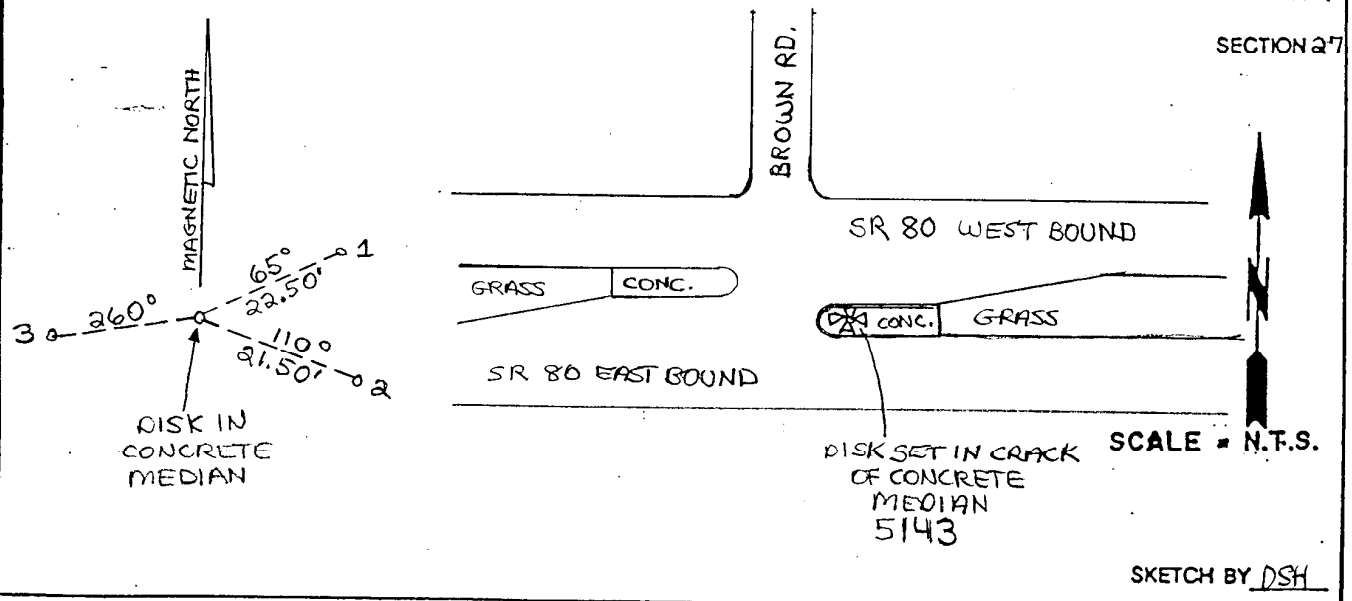 SECTION 27
MAGNETIC NORTH
BROWN RD.
SR 80 WEST BOUND
65°
22.50'
1
GRASS
CONC.
N
3
260°
110°
21.50'
2
CONC.
GRASS
SR 80 EAST BOUND
DISK IN
CONCRETE
MEDIAN
DISK SET IN CRACK
OF CONCRETE
MEDIAN
5143
SCALE = N.T.S.
SKETCH BY DSH